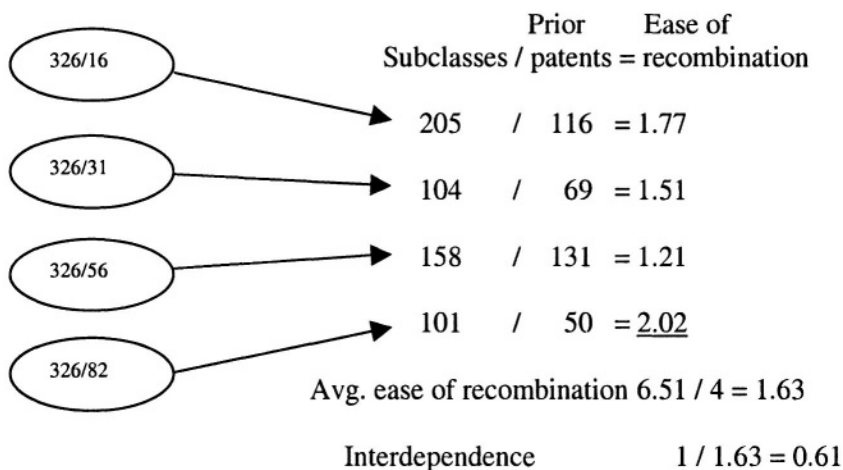 Prior Ease of
Subclasses / patents = recombination
326/16
205 / 116 = 1.77
326/31
104 / 69 = 1.51
326/56
158 / 131 = 1.21
326/82
101 / 50 = 2.02
Avg. ease of recombination 6.51 / 4 = 1.63
Interdependence 1 / 1.63 = 0.61